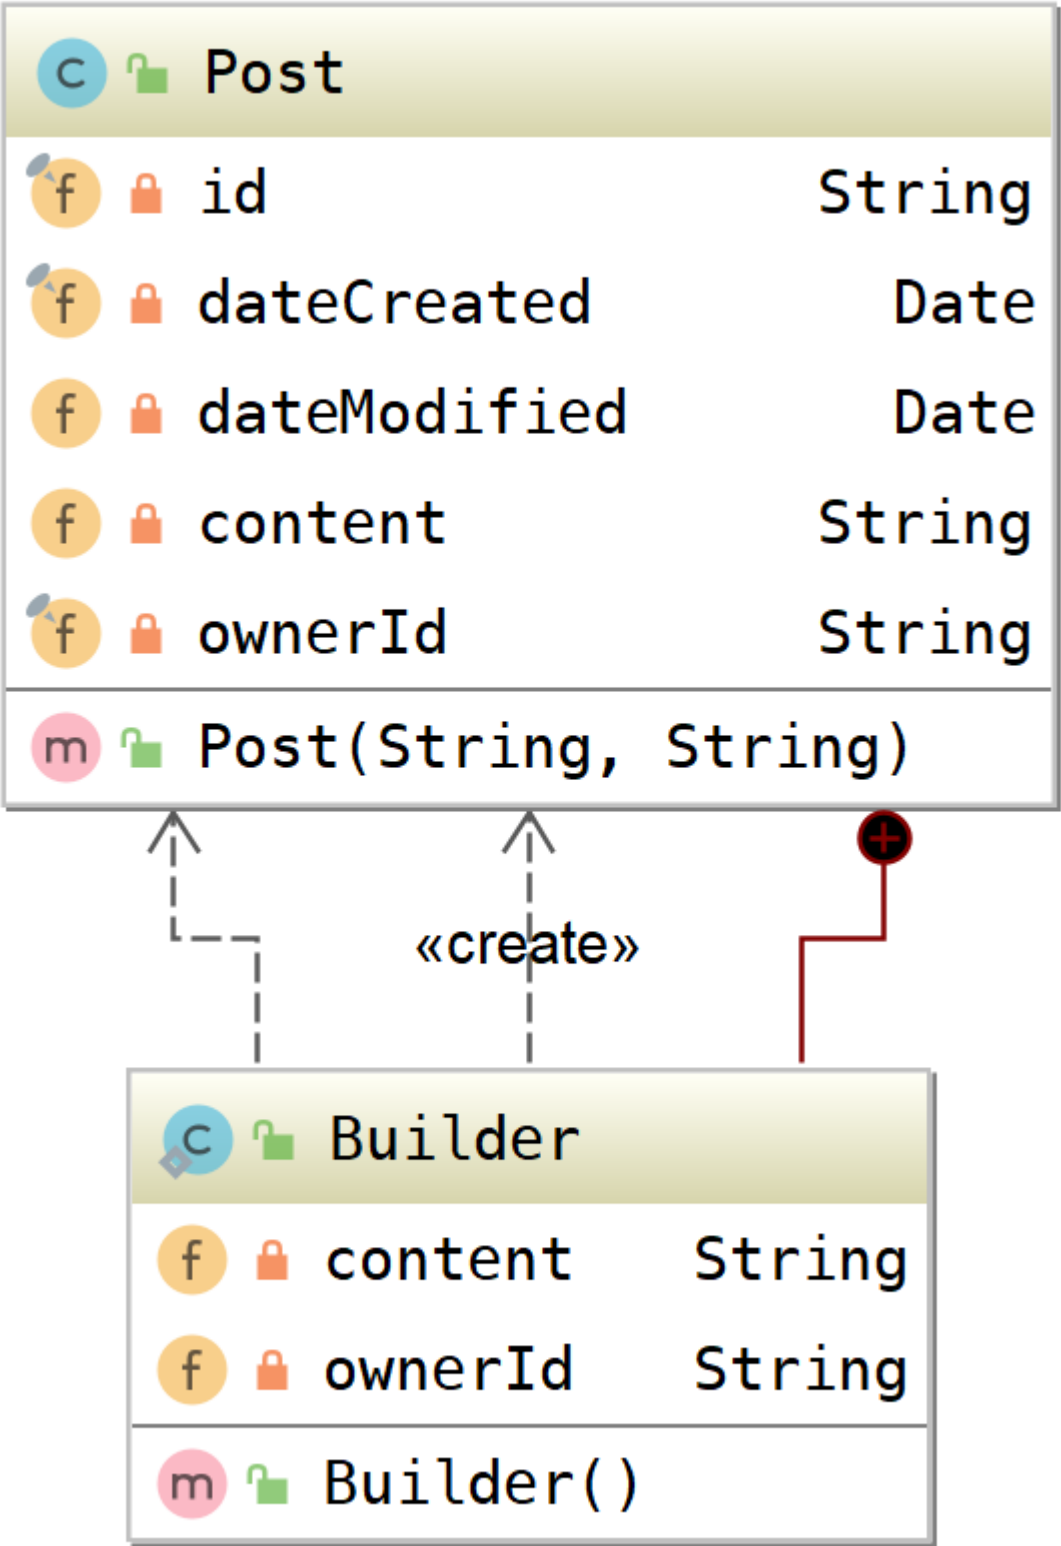 C Post
f id String
f dateCreated Date
f dateModified Date
f content String
f ownerId String
m Post(String, String)
«create»
C Builder
f content String
f ownerId String
m Builder()